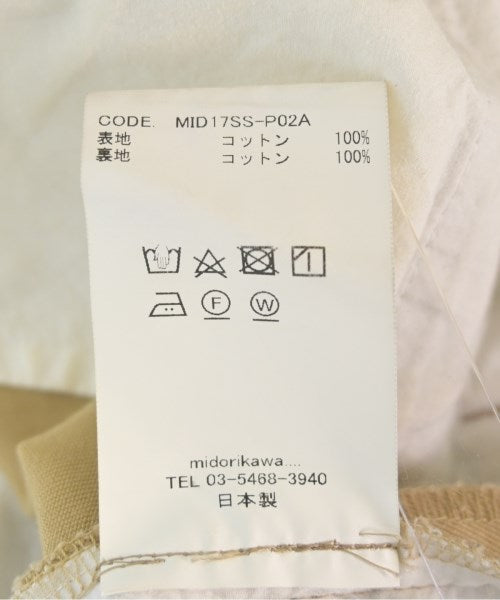 CODE. MID17SS-P02A
表地 コットン 100%
裏地 コットン 100%
F W
midorikawa....
TEL 03-5468-3940
日本製